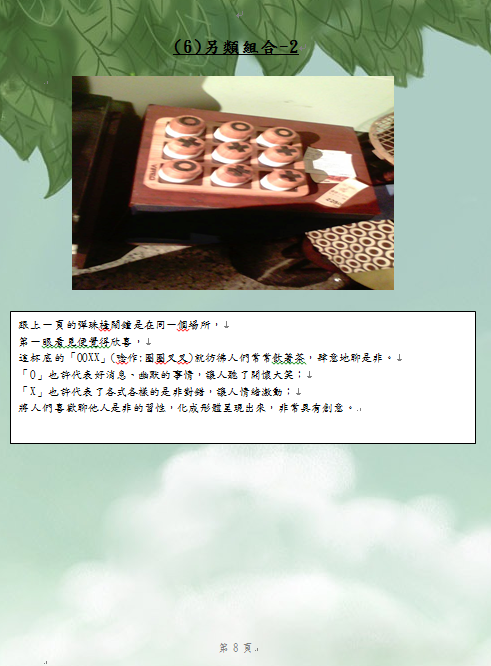 (6)另類組合-2
跟上一頁的彈珠檯鬧鐘是在同一個場所，
第一眼看見便覺得欣喜，
這杯底的「OOXX」(唸作:圈圈叉叉)就彷彿人們常常飲著茶，肆意地聊是非。
「O」也許代表好消息、幽默的事情，讓人聽了開懷大笑；
「X」也許代表了各式各樣的是非對錯，讓人情緒激動；
將人們喜歡聊他人是非的習性，化成形體呈現出來，非常具有創意。
第 8 頁